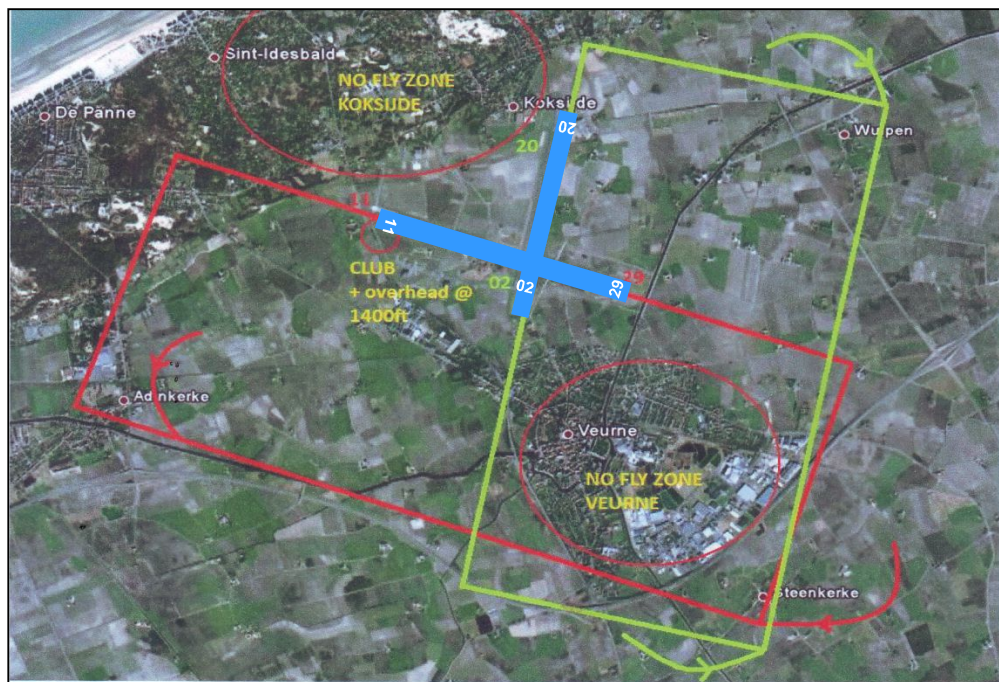 Sint-Idesbald
NO FLY ZONE
KOKSIJDE
De Panne
Koksijde
20
20
Wulpen
11
11
CLUB
+ overhead @
1400ft
02
02
29
29
Adinkerke
Veurne
NO FLY ZONE
VEURNE
Steenkerke